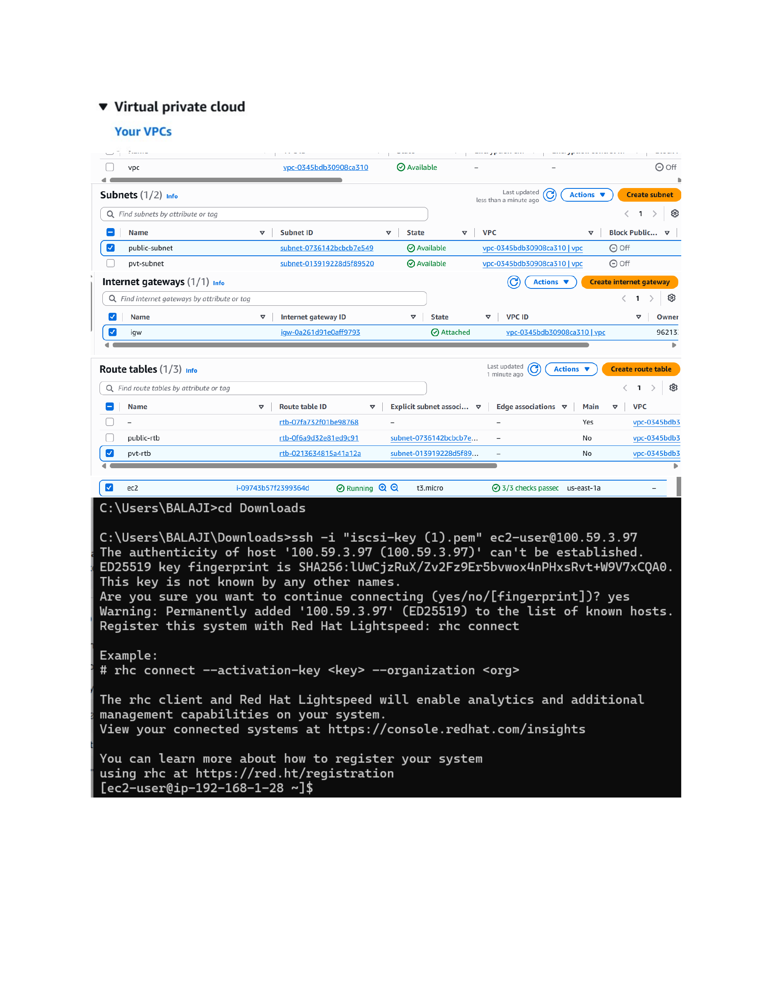 Virtual private cloud
Your VPCs
vpc vpc-0345bdb30908ca310 Available – – Off
Subnets (1/2) Info Last updated less than a minute ago Actions Create subnet
Find subnets by attribute or tag 1
Name Subnet ID State VPC Block Public...
public-subnet subnet-0736142bcbcb7e549 Available vpc-0345bdb30908ca310 | vpc Off
pvt-subnet subnet-013919228d5f89520 Available vpc-0345bdb30908ca310 | vpc Off
Internet gateways (1/1) Info Actions Create internet gateway
Find internet gateways by attribute or tag 1
Name Internet gateway ID State VPC ID Owner
igw igw-0a261d91e0aff9793 Attached vpc-0345bdb30908ca310 | vpc 96213
Route tables (1/3) Info Last updated 1 minute ago Actions Create route table
Find route tables by attribute or tag 1
Name Route table ID Explicit subnet associ... Edge associations Main VPC
– rtb-07fa732f01be98768 – – Yes vpc-0345bdb3
public-rtb rtb-0f6a9d32e81ed9c91 subnet-0736142bcbcb7e... – No vpc-0345bdb3
pvt-rtb rtb-0213634815a41a12a subnet-013919228d5f89... – No vpc-0345bdb3
ec2 i-09743b57f2399364d Running t3.micro 3/3 checks passec us-east-1a –
C:\Users\BALAJI>cd Downloads
C:\Users\BALAJI\Downloads>ssh -i "iscsi-key (1).pem" ec2-user@100.59.3.97
The authenticity of host '100.59.3.97 (100.59.3.97)' can't be established.
ED25519 key fingerprint is SHA256:lUwCjzRuX/Zv2Fz9Er5bvwox4nPHxsRvt+W9V7xCQA0.
This key is not known by any other names.
Are you sure you want to continue connecting (yes/no/[fingerprint])? yes
Warning: Permanently added '100.59.3.97' (ED25519) to the list of known hosts.
Register this system with Red Hat Lightspeed: rhc connect
Example:
# rhc connect --activation-key <key> --organization <org>
The rhc client and Red Hat Lightspeed will enable analytics and additional
management capabilities on your system.
View your connected systems at https://console.redhat.com/insights
You can learn more about how to register your system
using rhc at https://red.ht/registration
[ec2-user@ip-192-168-1-28 ~]$